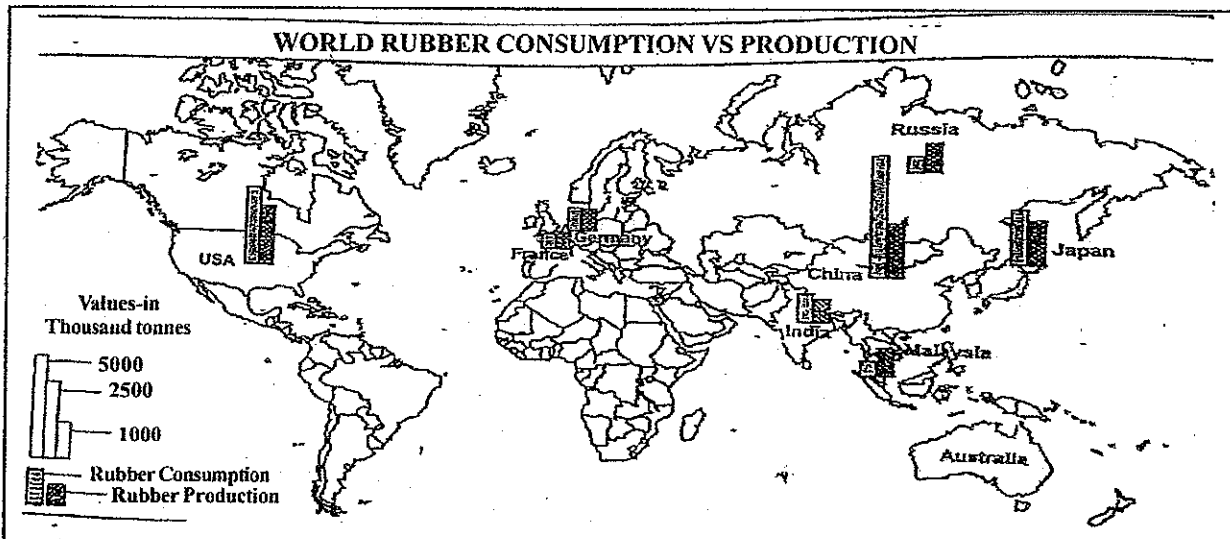 WORLD RUBBER CONSUMPTION VS PRODUCTION
Russia
Germany
France
USA
Japan
China
India
Malaysia
Australia
Values-in
Thousand tonnes
5000
2500
1000
Rubber Consumption
Rubber Production